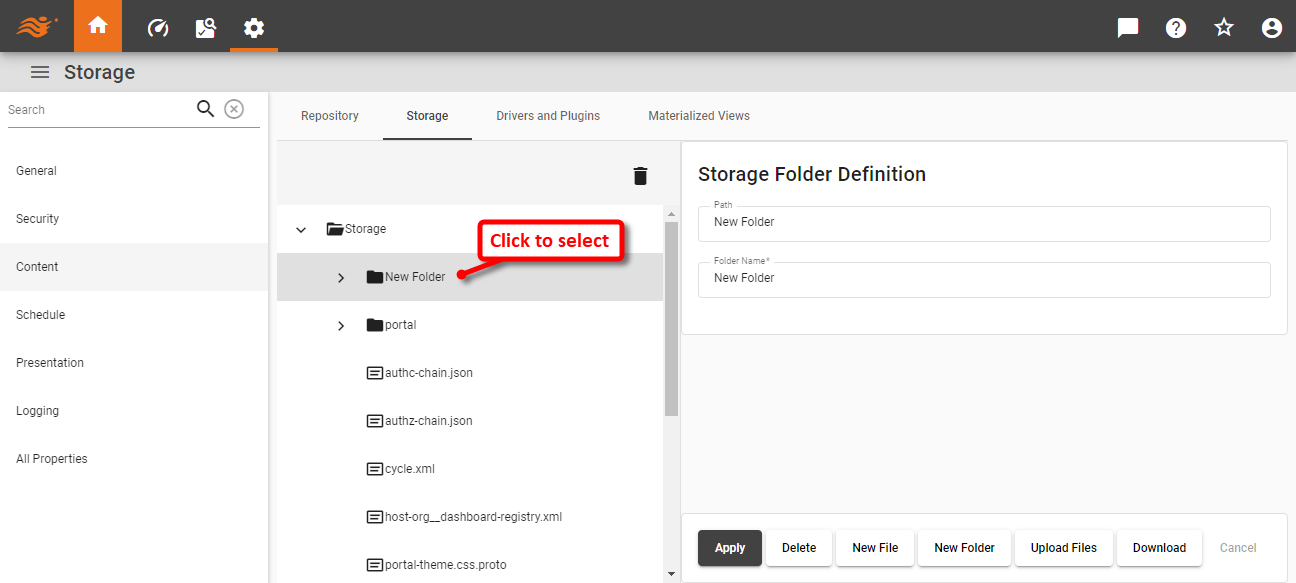 Storage
Search
General
Security
Content
Schedule
Presentation
Logging
All Properties
Repository
Storage
Drivers and Plugins
Materialized Views
Storage
New Folder
portal
authc-chain.json
authz-chain.json
cycle.xml
host-org__dashboard-registry.xml
portal-theme.css.proto
Click to select
Storage Folder Definition
Path
New Folder
Folder Name*
New Folder
Apply
Delete
New File
New Folder
Upload Files
Download
Cancel